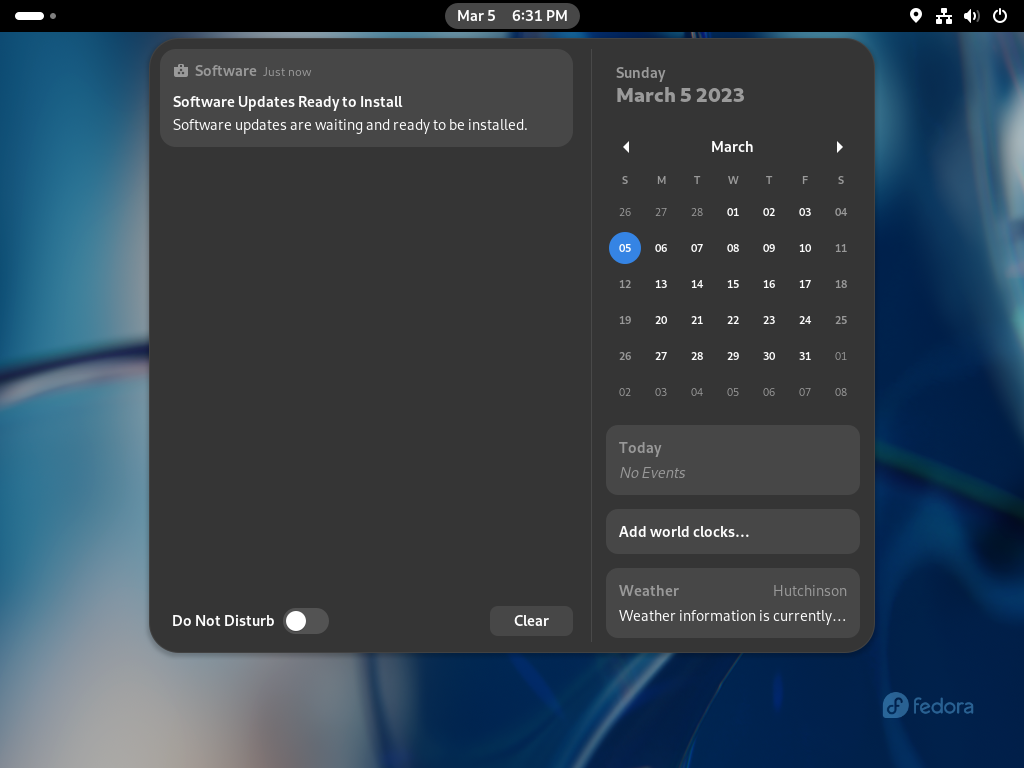 Mar 5 6:31 PM
Software Just now
Software Updates Ready to Install
Software updates are waiting and ready to be installed.
Do Not Disturb
Clear
Sunday
March 5 2023
March
S M T W T F S
26 27 28 01 02 03 04
05 06 07 08 09 10 11
12 13 14 15 16 17 18
19 20 21 22 23 24 25
26 27 28 29 30 31 01
02 03 04 05 06 07 08
Today
No Events
Add world clocks…
Weather Hutchinson
Weather information is currently…
fedora